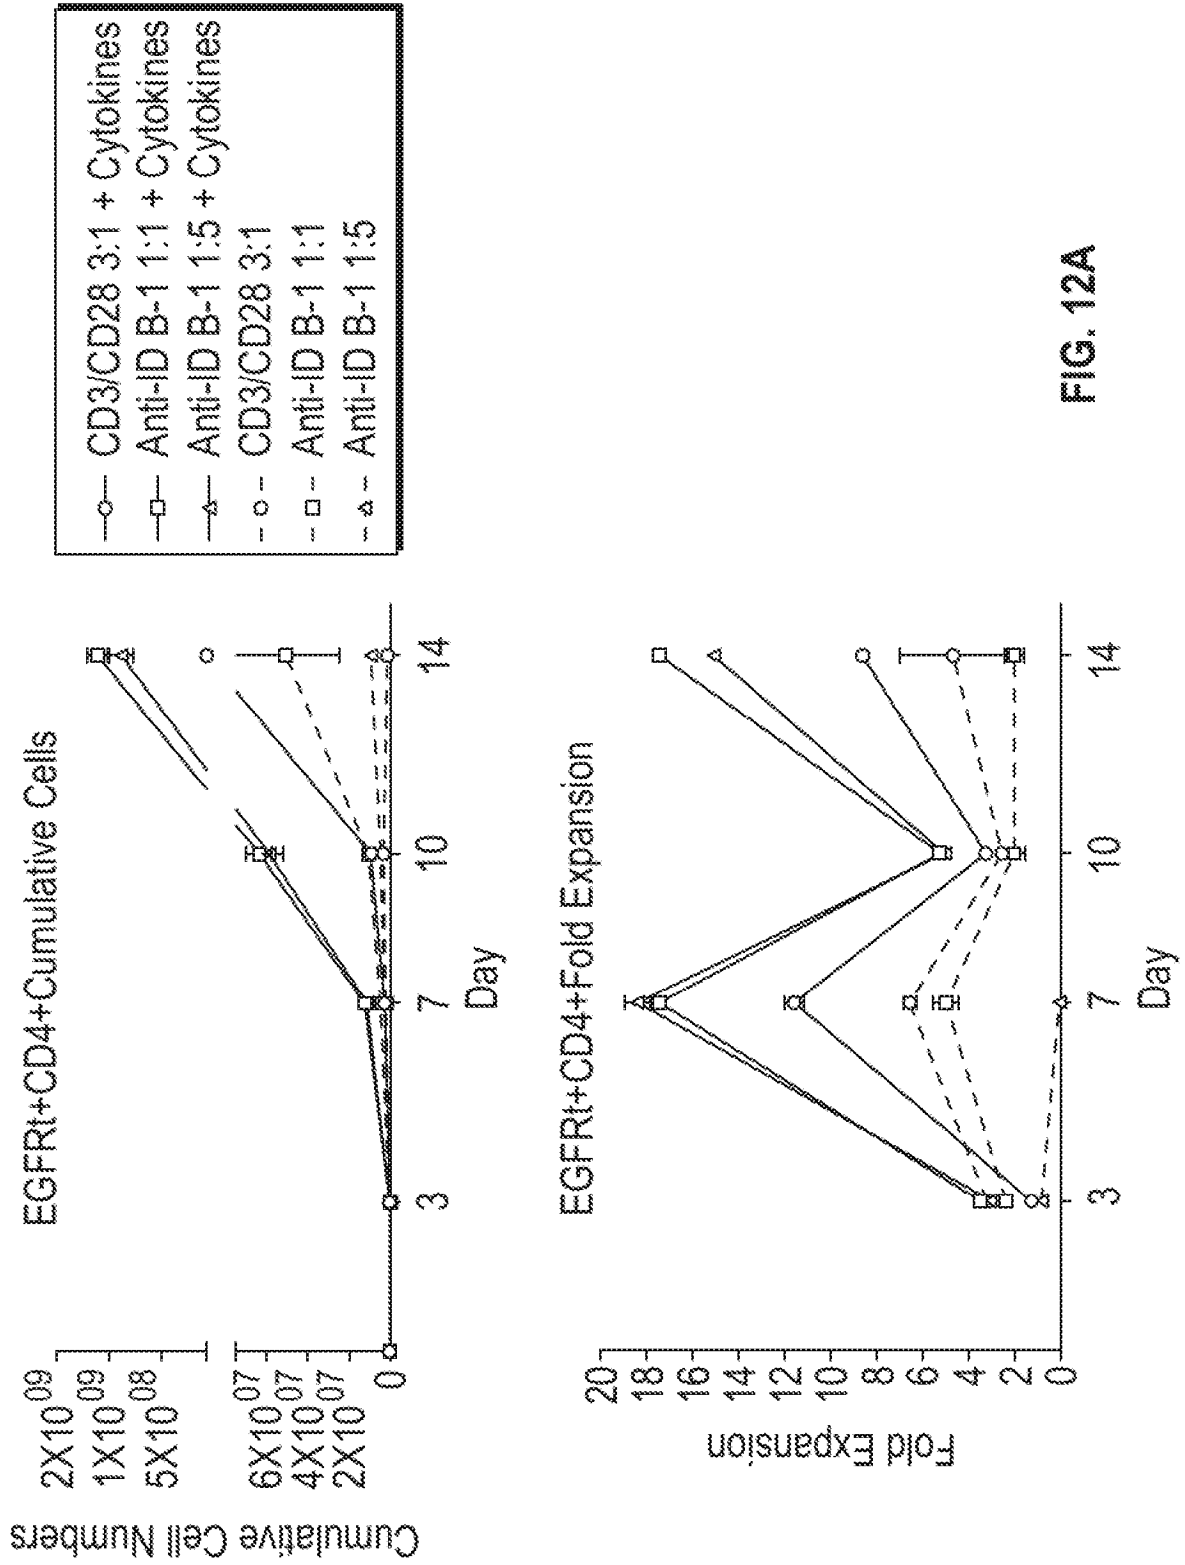 EGFRt+CD4+Cumulative Cells
Cumulative Cell Numbers
2X10 09
1X10 09
5X10 08
6X10 07
4X10 07
2X10 07
0
3
7
10
14
Day
CD3/CD28 3:1 + Cytokines
Anti-ID B-1 1:1 + Cytokines
Anti-ID B-1 1:5 + Cytokines
CD3/CD28 3:1
Anti-ID B-1 1:1
Anti-ID B-1 1:5
EGFRt+CD4+Fold Expansion
Fold Expansion
20
18
16
14
12
10
8
6
4
2
0
3
7
10
14
Day
FIG. 12A